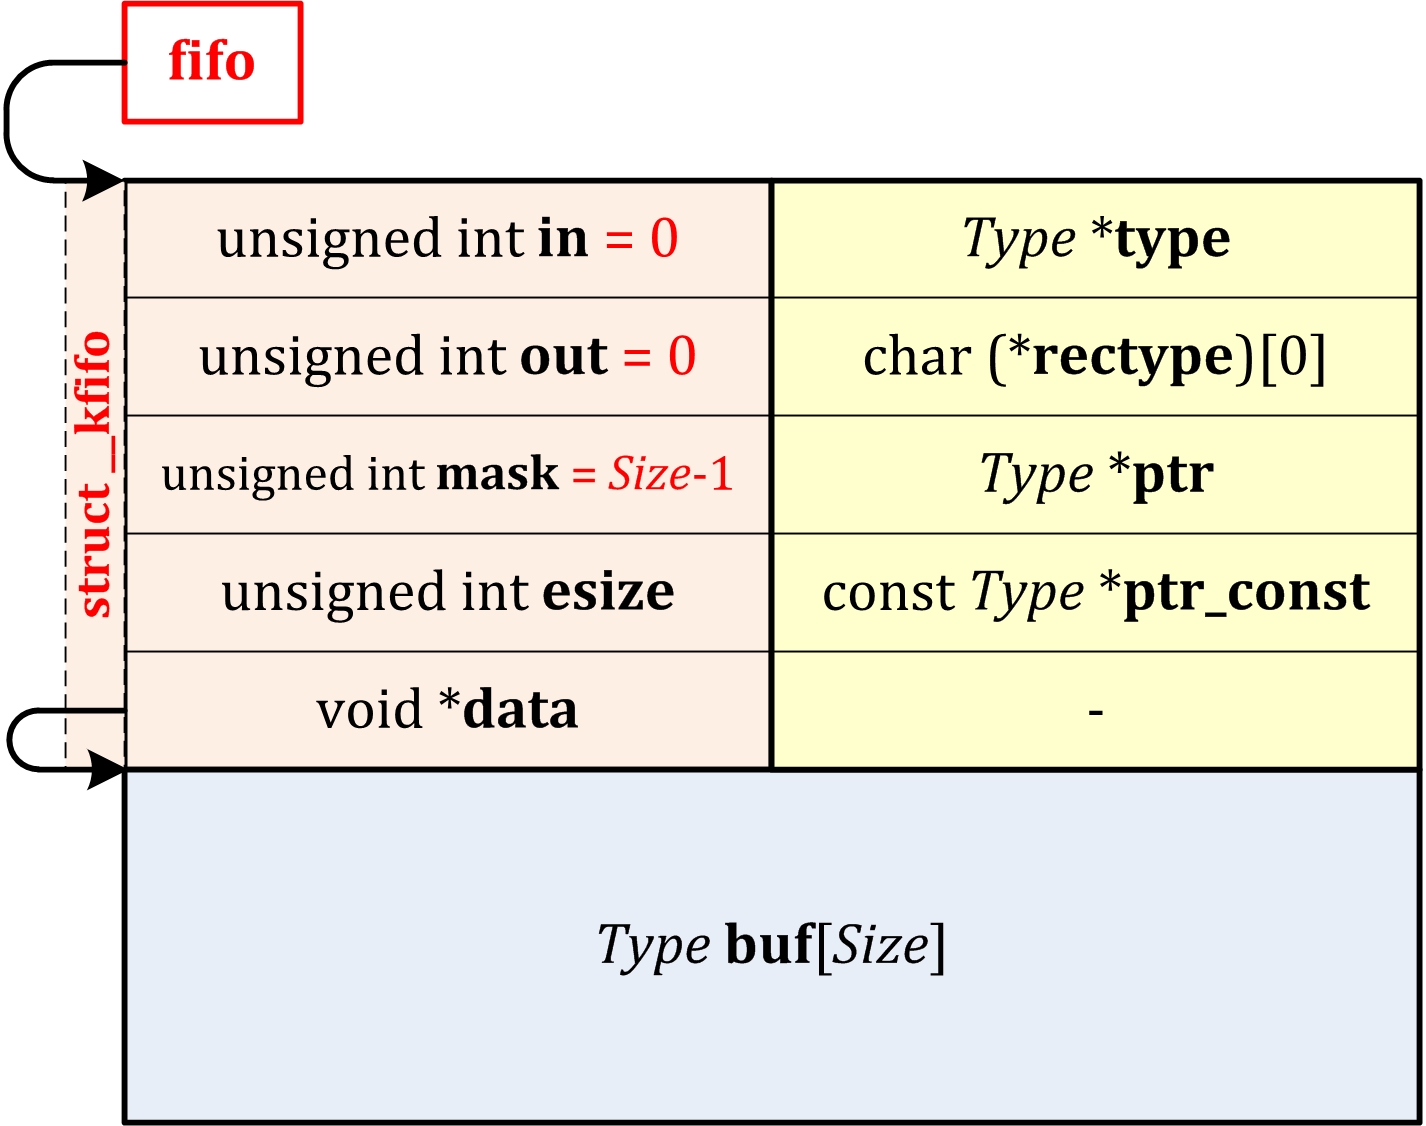 fifo
struct __kfifo
unsigned int in = 0
Type *type
unsigned int out = 0
char (*rectype)[0]
unsigned int mask = Size-1
Type *ptr
unsigned int esize
const Type *ptr_const
void *data
-
Type buf[Size]